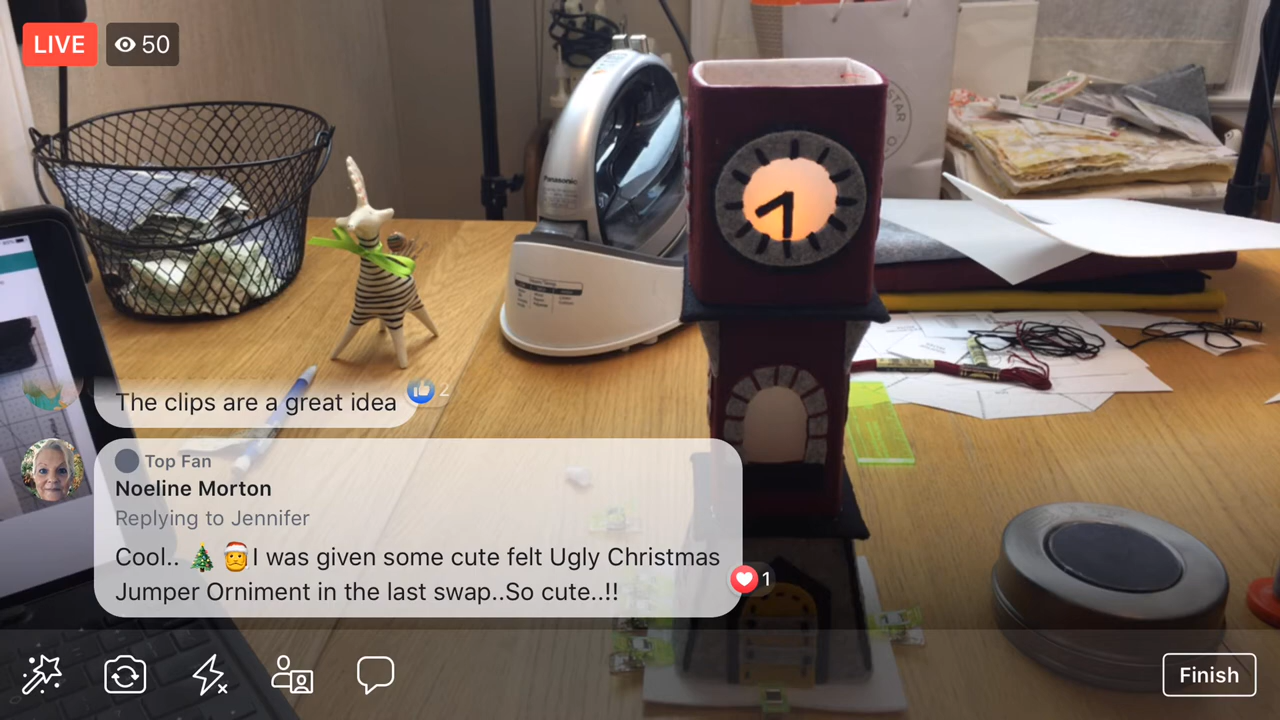 LIVE
50
Panasonic
STAR
The clips are a great idea
2
Top Fan
Noeline Morton
Replying to Jennifer
Cool.. 🎄 🎅I was given some cute felt Ugly Christmas
Jumper Orniment in the last swap..So cute..!!
1
Finish